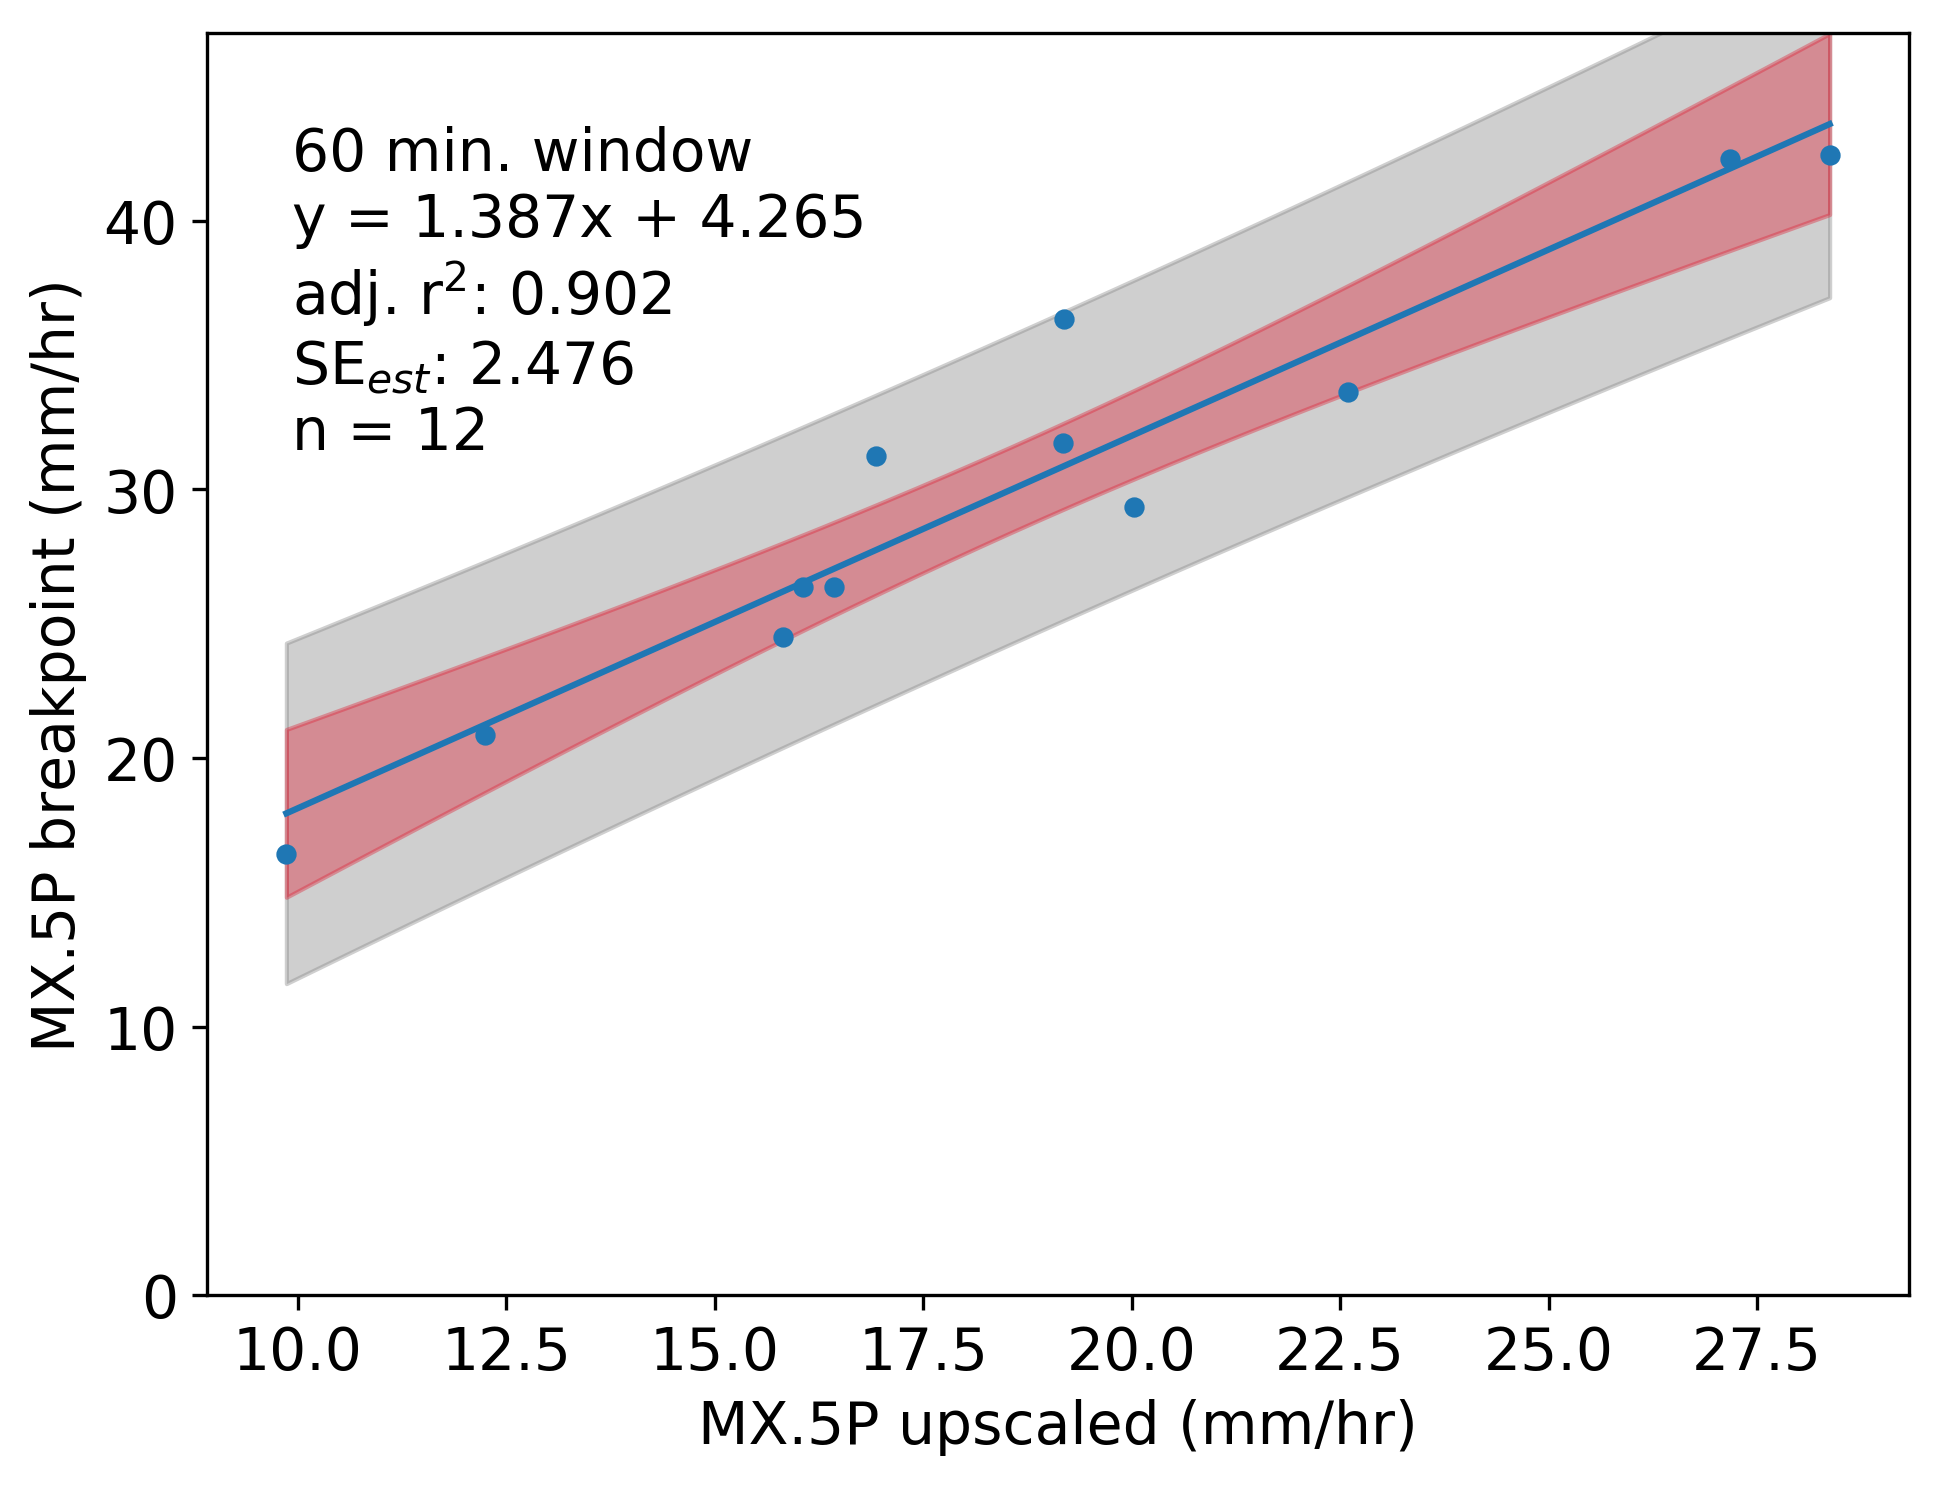 60 min. window
y = 1.387x + 4.265
adj. r²: 0.902
SEest: 2.476
n = 12
MX.5P breakpoint (mm/hr)
40
30
20
10
0
10.0 12.5 15.0 17.5 20.0 22.5 25.0 27.5
MX.5P upscaled (mm/hr)